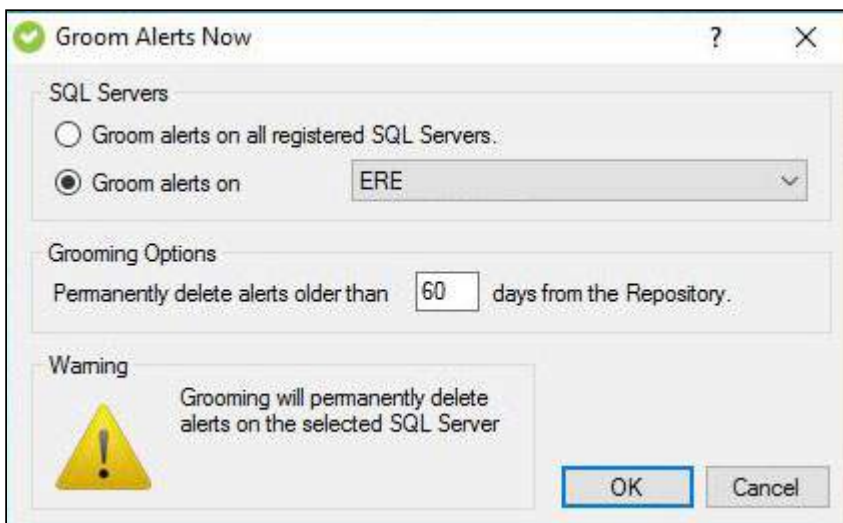 Groom Alerts Now
?
SQL Servers
Groom alerts on all registered SQL Servers.
Groom alerts on ERE
Grooming Options
Permanently delete alerts older than 60 days from the Repository.
Warning
Grooming will permanently delete
alerts on the selected SQL Server
OK Cancel